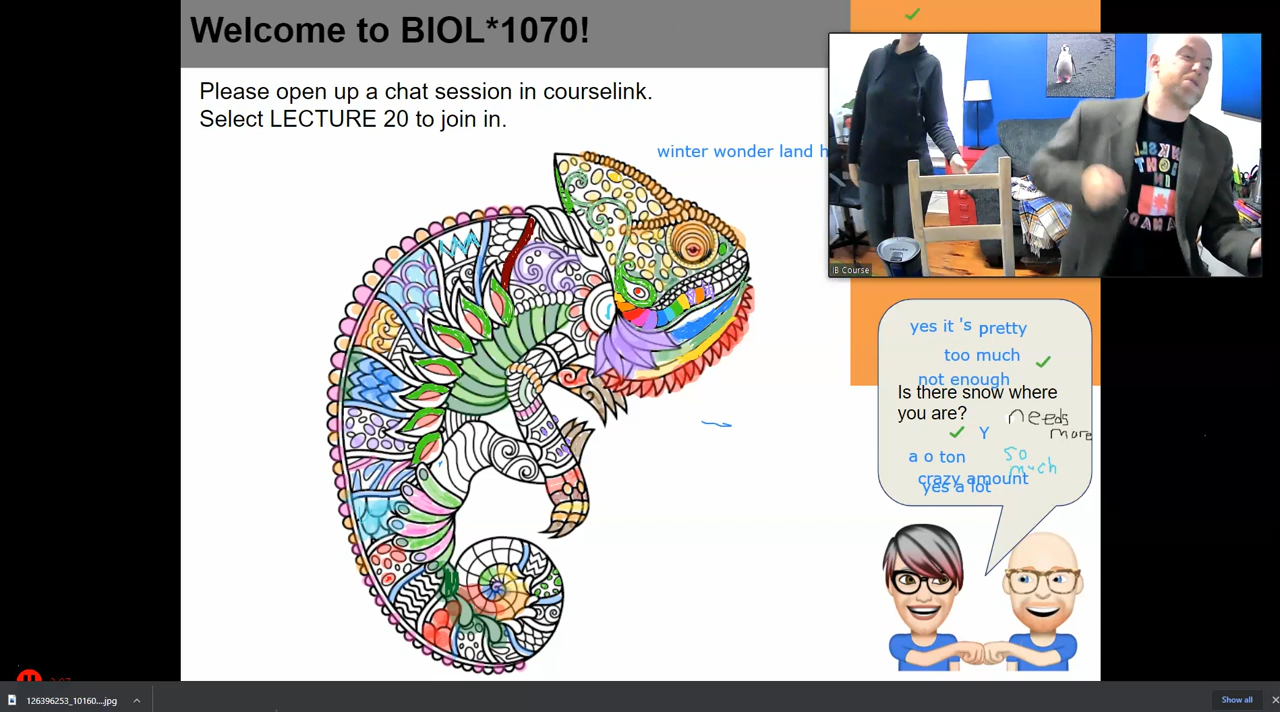 Welcome to BIOL*1070!
Please open up a chat session in courselink.
Select LECTURE 20 to join in.
winter wonder land h
IB Course
yes it 's pretty
too much
not enough
Is there snow where
you are?
needs
more
Y
a o ton
so
much
crazy amount
yes a lot
126396253_10160....jpg
Show all